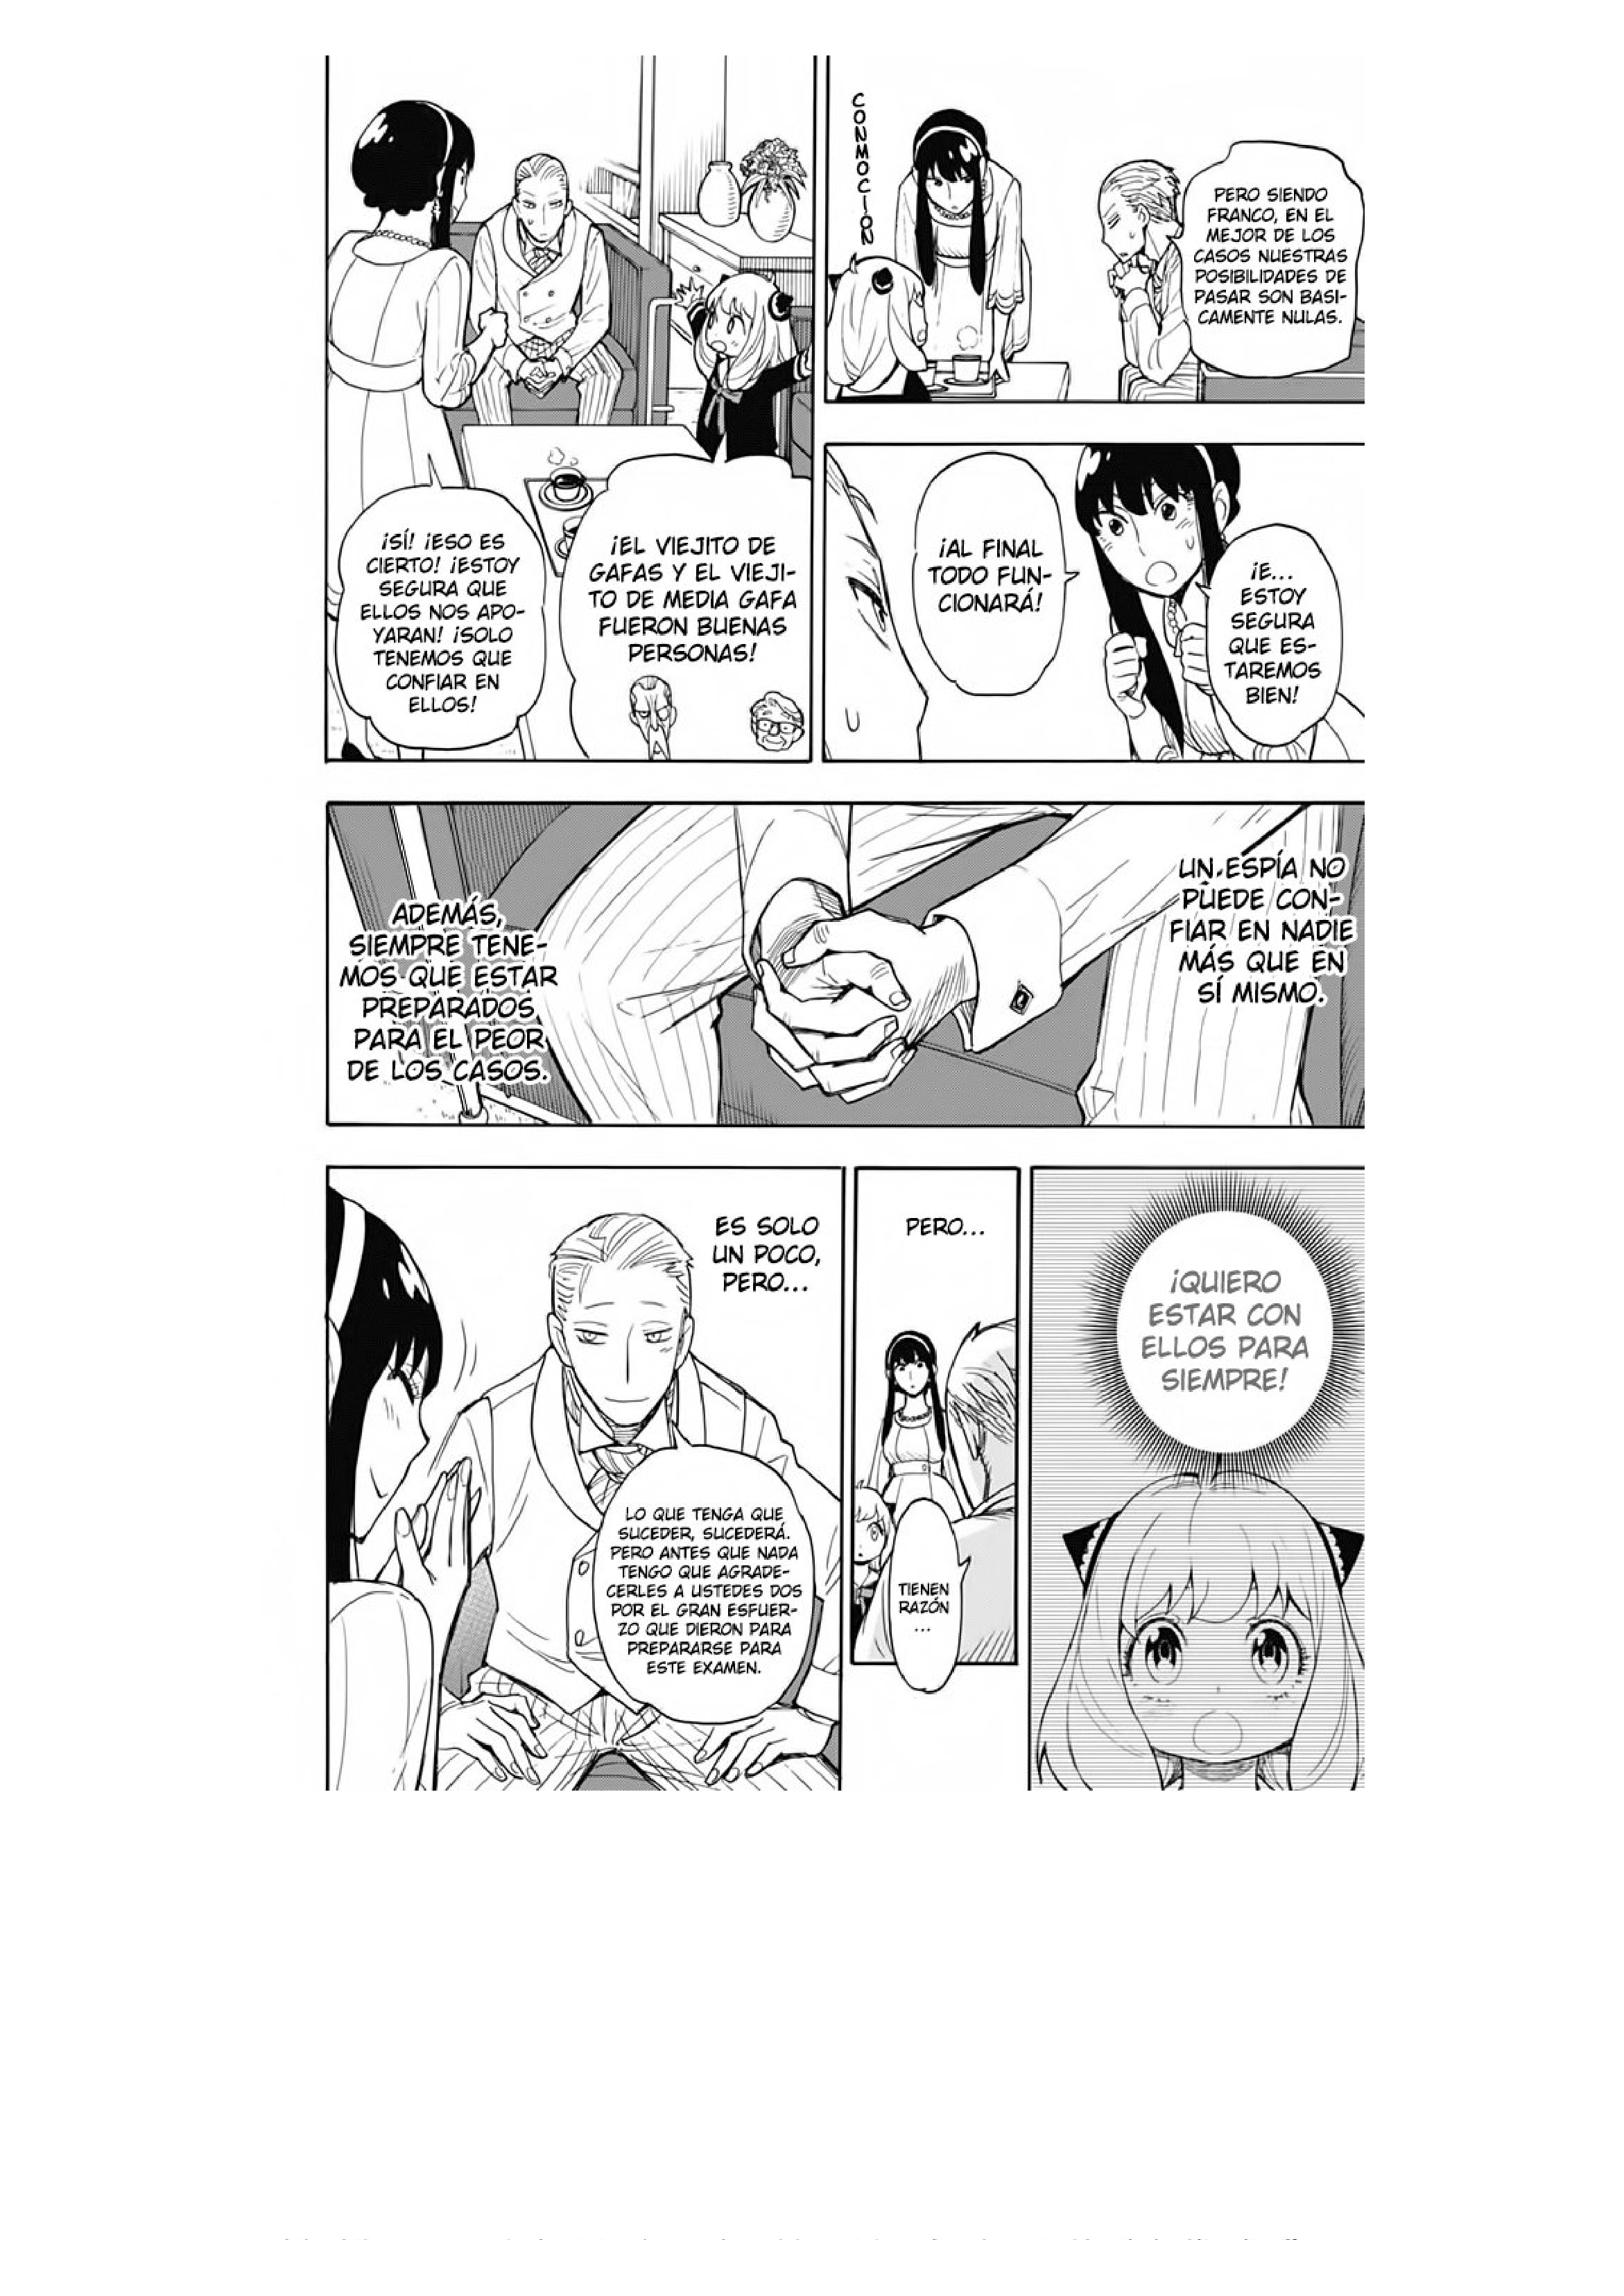 PERO SIENDO
FRANCO, EN EL
MEJOR DE LOS
CASOS NUESTRAS
POSIBILIDADES DE
PASAR SON BASI-
CAMENTE NULAS.
CONMOCIÓN
¡E...
ESTOY
SEGURA
QUE ES-
TAREMOS
BIEN!
¡AL FINAL
TODO FUN-
CIONARÁ!
¡EL VIEJITO DE
GAFAS Y EL VIEJI-
TO DE MEDIA GAFA
FUERON BUENAS
PERSONAS!
¡SÍ! ¡ESO ES
CIERTO! ¡ESTOY
SEGURA QUE
ELLOS NOS APO-
YARAN! ¡SOLO
TENEMOS QUE
CONFIAR EN
ELLOS!
UN ESPÍA NO
PUEDE CON-
FIAR EN NADIE
MÁS QUE EN
SÍ MISMO.
ADEMÁS,
SIEMPRE TENE-
MOS QUE ESTAR
PREPARADOS
PARA EL PEOR
DE LOS CASOS.
¡QUIERO
ESTAR CON
ELLOS PARA
SIEMPRE!
PERO...
TIENEN
RAZÓN
...
ES SOLO
UN POCO,
PERO...
LO QUE TENGA QUE
SUCEDER, SUCEDERÁ.
PERO ANTES QUE NADA
TENGO QUE AGRADE-
CERLES A USTEDES DOS
POR EL GRAN ESFUER-
ZO QUE DIERON PARA
PREPARARSE PARA
ESTE EXAMEN.